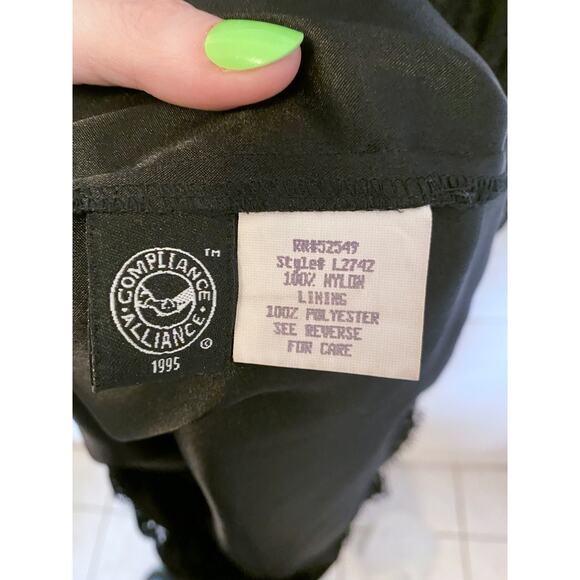 COMPLIANCE
ALLIANCE
TM
©
1995
RN#52549
Style# L2742
100% NYLON
LINING
100% POLYESTER
SEE REVERSE
FOR CARE